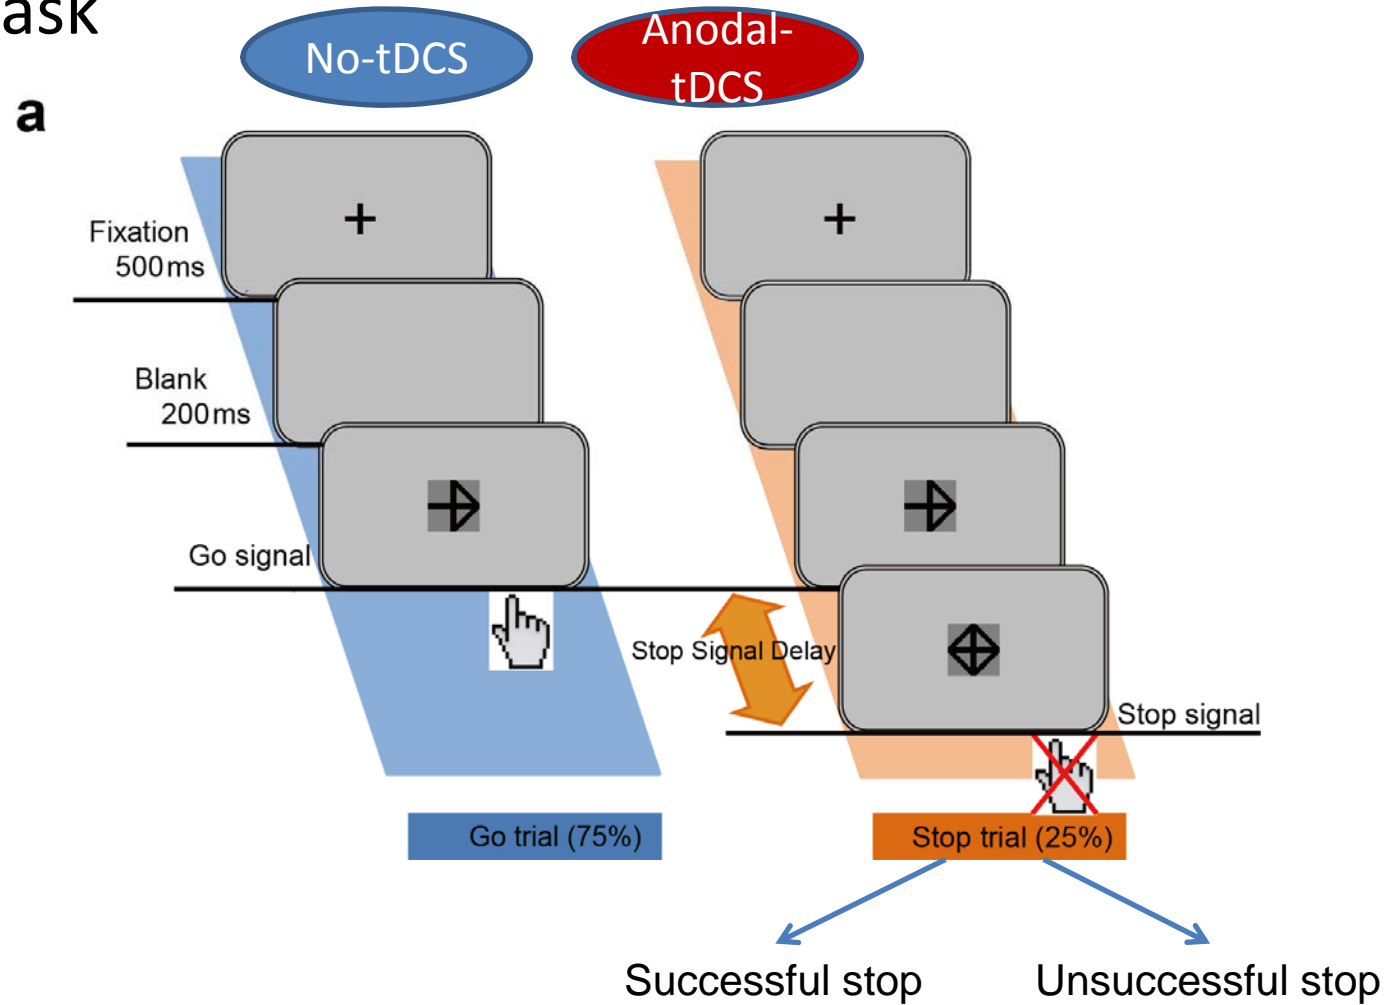 ask
No-tDCS
Anodal-
tDCS
a
Fixation
500ms
Blank
200ms
Go signal
Stop Signal Delay
Stop signal
Go trial (75%)
Stop trial (25%)
Successful stop
Unsuccessful stop